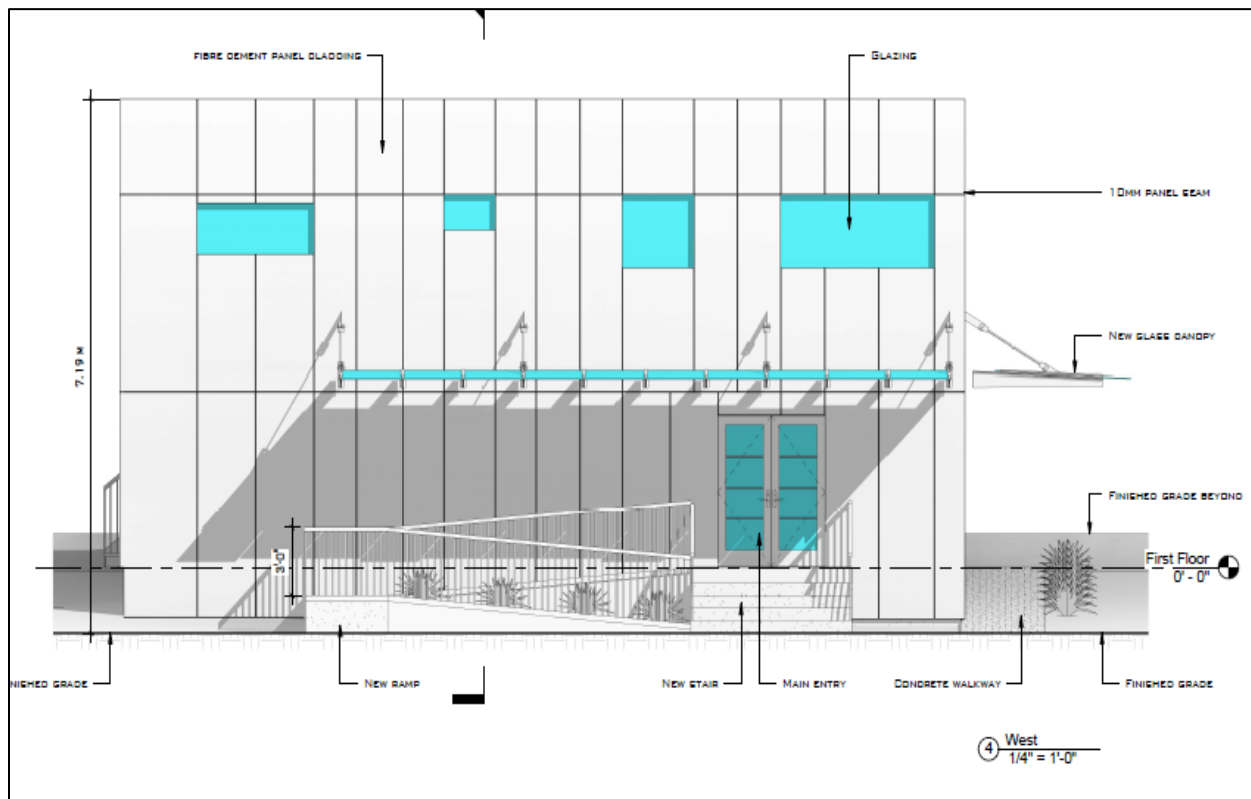 FIBRE CEMENT PANEL CLADDING
GLAZING
10MM PANEL SEAM
7.19 M
NEW GLASS CANOPY
FINISHED GRADE BEYOND
3'-0"
First Floor
0' - 0"
NISHED GRADE
NEW RAMP
NEW STAIR
MAIN ENTRY
CONCRETE WALKWAY
FINISHED GRADE
4
West
1/4" = 1'-0"